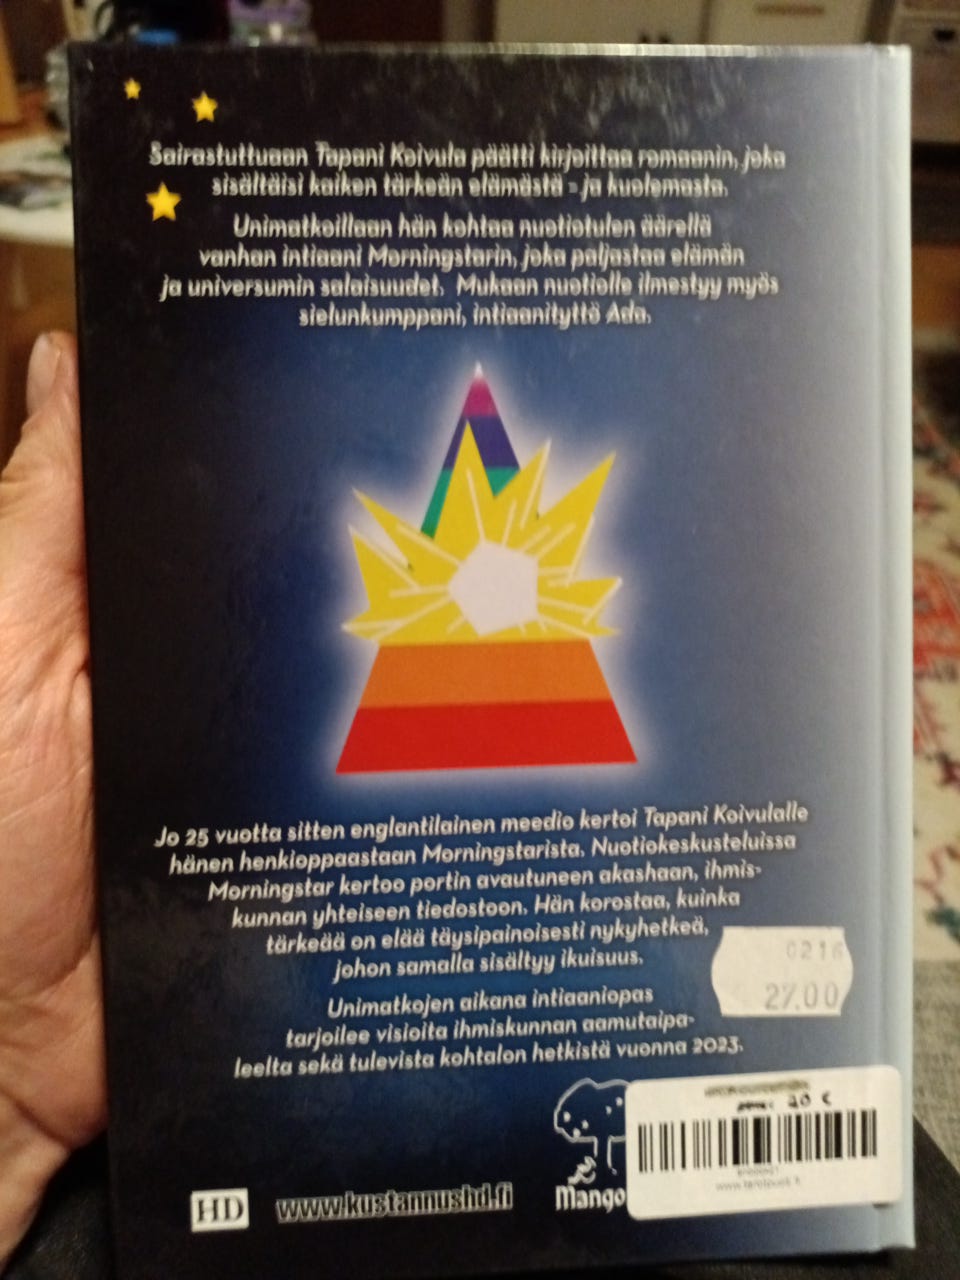 Sairastuttuaan Tapani Koivula päätti kirjoittaa romaanin, joka
sisältäisi kaiken tärkeän elämästä - ja kuolemasta.
Unimatkoillaan hän kohtaa nuotiotulen äärellä
vanhan intiaani Morningstarin, joka paljastaa elämän
ja universumin salaisuudet. Mukaan nuotiolle ilmestyy myös
sielunkumppani, intiaanityttö Ada.
Jo 25 vuotta sitten englantilainen meedio kertoi Tapani Koivulalle
hänen henkioppaastaan Morningstarista. Nuotiokeskusteluissa
Morningstar kertoo portin avautuneen akashaan, ihmis-
kunnan yhteiseen tiedostoon. Hän korostaa, kuinka
tärkeää on elää täysipainoisesti nykyhetkeä,
johon samalla sisältyy ikuisuus.
Unimatkojen aikana intiaaniopas
tarjoilee visioita ihmiskunnan aamutaipa-
leelta sekä tulevista kohtalon hetkistä vuonna 2023.
0216
27.00
20 €
HD
www.kustannushd.fi
Mango